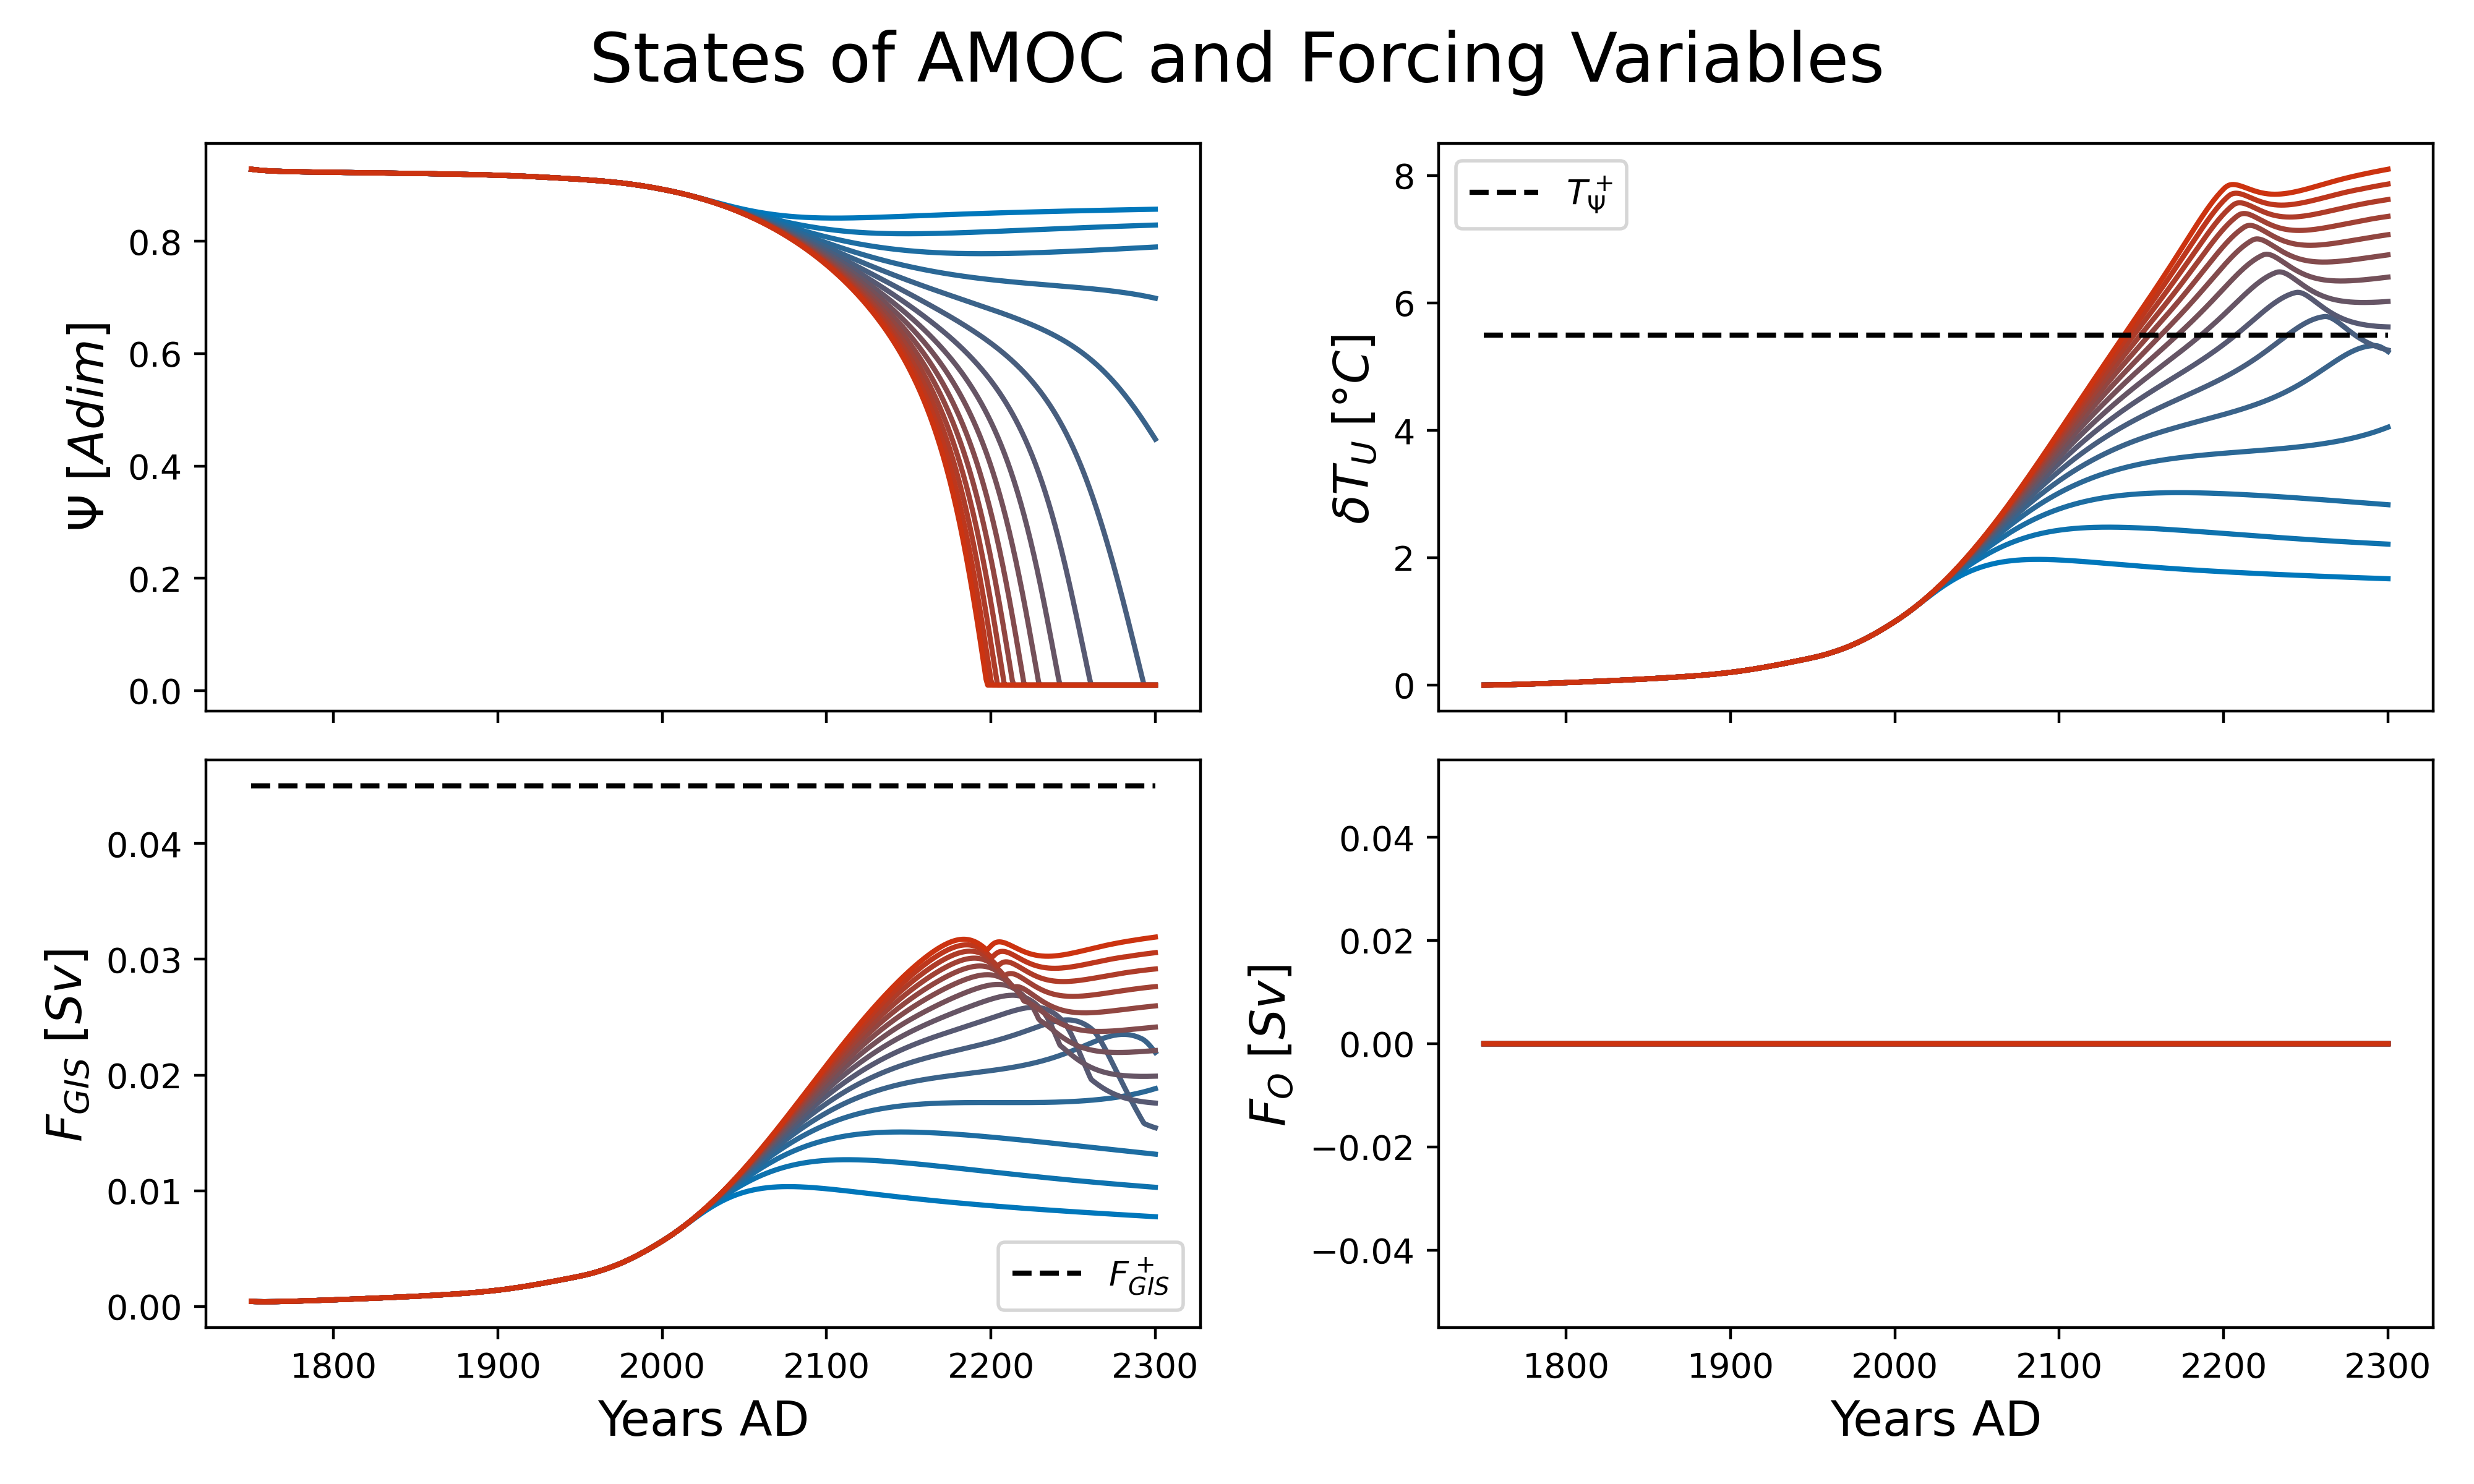 States of AMOC and Forcing Variables
Ψ [Adim]
0.8
0.6
0.4
0.2
0.0
δT_U [°C]
8
6
4
2
0
T_Ψ^+
F_GIS [Sv]
0.04
0.03
0.02
0.01
0.00
F_GIS^+
1800 1900 2000 2100 2200 2300
Years AD
F_O [Sv]
0.04
0.02
0.00
−0.02
−0.04
1800 1900 2000 2100 2200 2300
Years AD